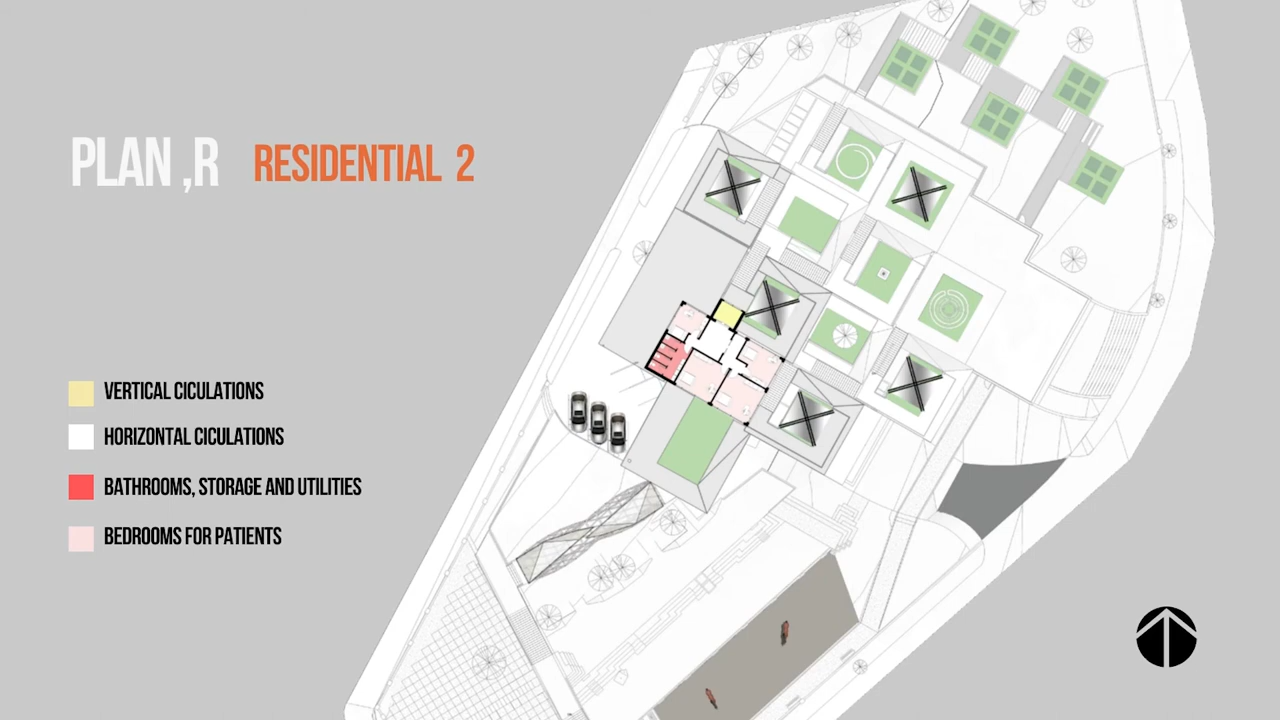 PLAN ,R RESIDENTIAL 2
VERTICAL CICULATIONS
HORIZONTAL CICULATIONS
BATHROOMS, STORAGE AND UTILITIES
BEDROOMS FOR PATIENTS